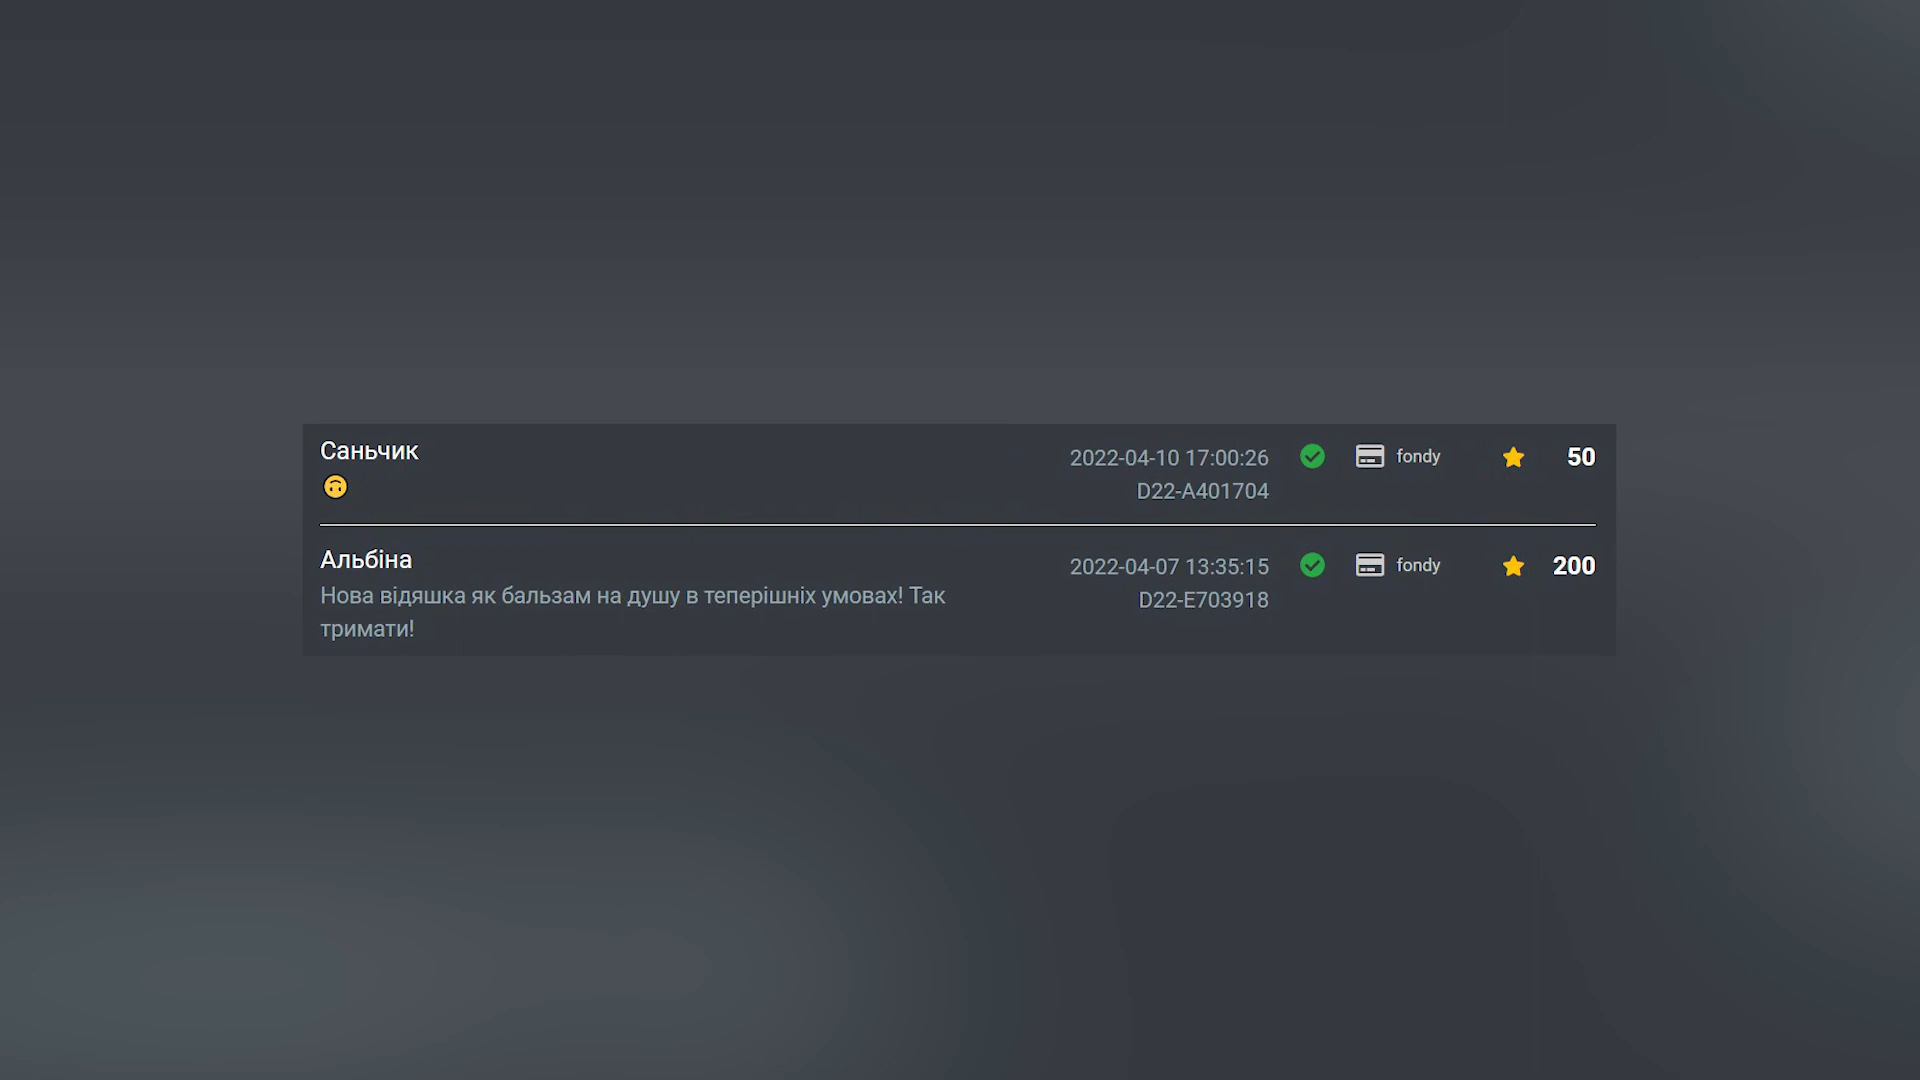 Саньчик
🙃
2022-04-10 17:00:26
D22-A401704
fondy
50
Альбіна
Нова відяшка як бальзам на душу в теперішніх умовах! Так
тримати!
2022-04-07 13:35:15
D22-E703918
fondy
200